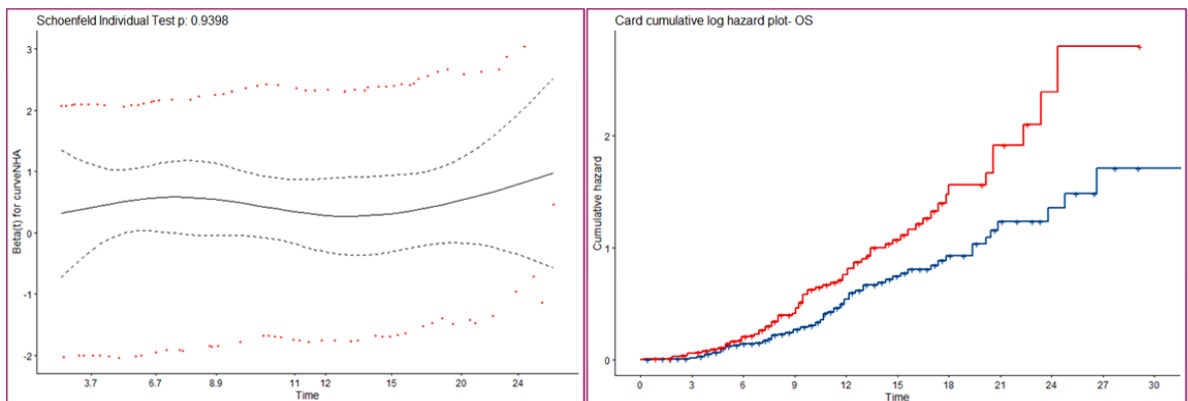 Schoenfeld Individual Test p: 0.9398
3
2
1
0
-1
-2
Beta(t) for curveNHA
3.7 6.7 8.9 11 12 15 20 24
Time
Card cumulative log hazard plot- OS
2
1
0
Cumulative hazard
0 3 6 9 12 15 18 21 24 27 30
Time